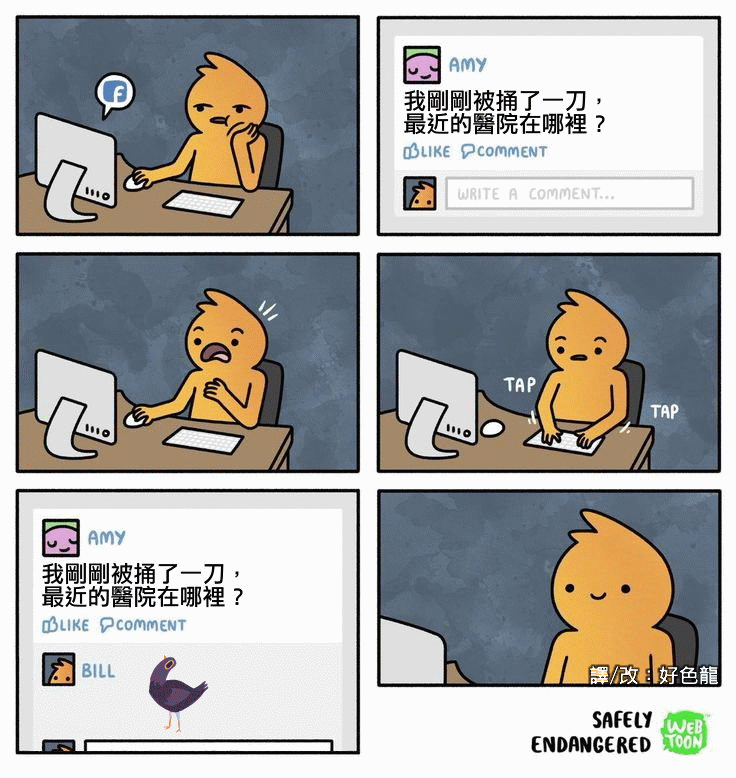 f
AMY
我剛剛被捅了一刀，
最近的醫院在哪裡？
LIKE COMMENT
WRITE A COMMENT...
TAP
TAP
AMY
我剛剛被捅了一刀，
最近的醫院在哪裡？
LIKE COMMENT
BILL
譯/改：好色龍
SAFELY
ENDANGERED
WEB
TOON